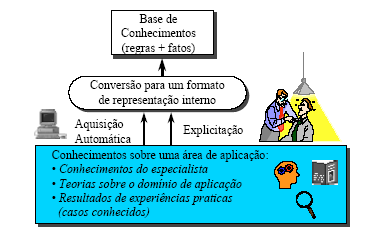 Base de
Conhecimentos
(regras + fatos)
Conversão para um formato
de representação interno
Aquisição
Automática
Explicitação
Conhecimentos sobre uma área de aplicação:
• Conhecimentos do especialista
• Teorias sobre o domínio de aplicação
• Resultados de experiências praticas
(casos conhecidos)